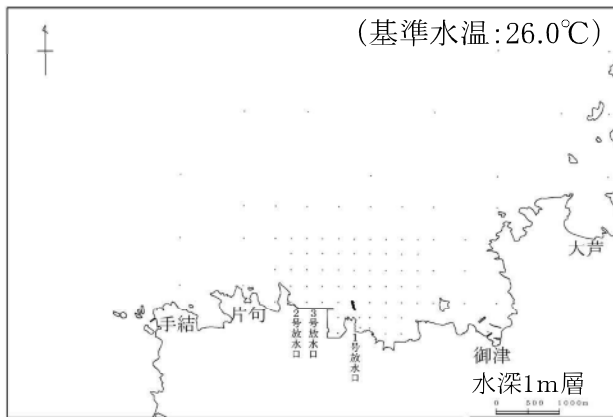 (基準水温:26.0℃)
大芦
手結
片句
2号放水口
3号放水口
1号放水口
御津
水深1m層
0 500 1000m